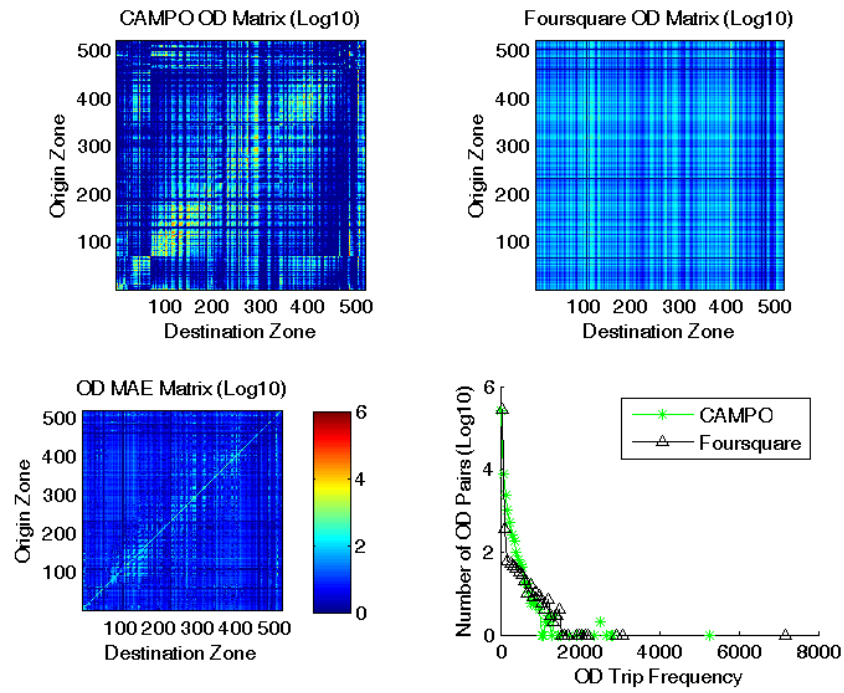 CAMPO OD Matrix (Log10)
500
400
300
200
100
Origin Zone
100 200 300 400 500
Destination Zone
Foursquare OD Matrix (Log10)
500
400
300
200
100
Origin Zone
100 200 300 400 500
Destination Zone
OD MAE Matrix (Log10)
500
400
300
200
100
Origin Zone
100 200 300 400 500
Destination Zone
6
4
2
0
6
4
2
0
Number of OD Pairs (Log10)
CAMPO
Foursquare
0 2000 4000 6000 8000
OD Trip Frequency